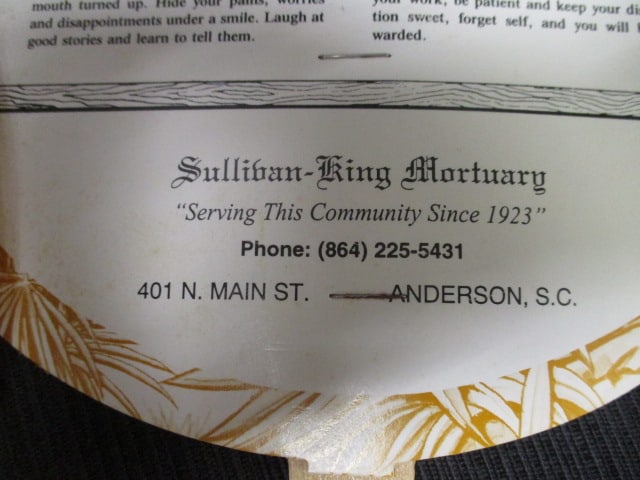 mouth turned up. Hide your pains, worries
and disappointments under a smile. Laugh at
good stories and learn to tell them.
your work, be patient and keep your di
tion sweet, forget self, and you will b
warded.
Sullivan-King Mortuary
“Serving This Community Since 1923”
Phone: (864) 225-5431
401 N. MAIN ST. ANDERSON, S.C.